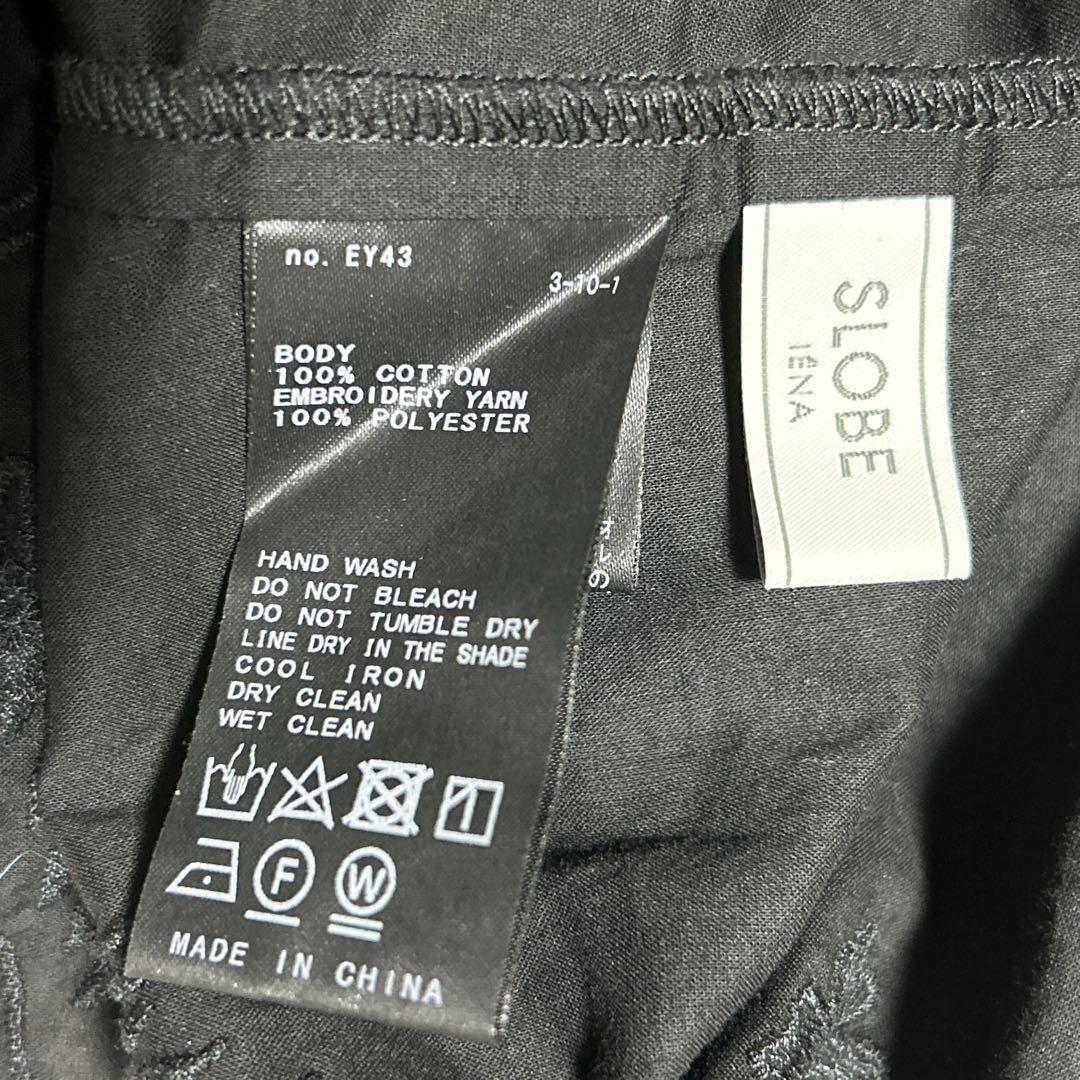 no. EY43
3-10-1
BODY
100% COTTON
EMBROIDERY YARN
100% POLYESTER
HAND WASH
DO NOT BLEACH
DO NOT TUMBLE DRY
LINE DRY IN THE SHADE
COOL IRON
DRY CLEAN
WET CLEAN
F W
MADE IN CHINA
SLOBE
IÉNA